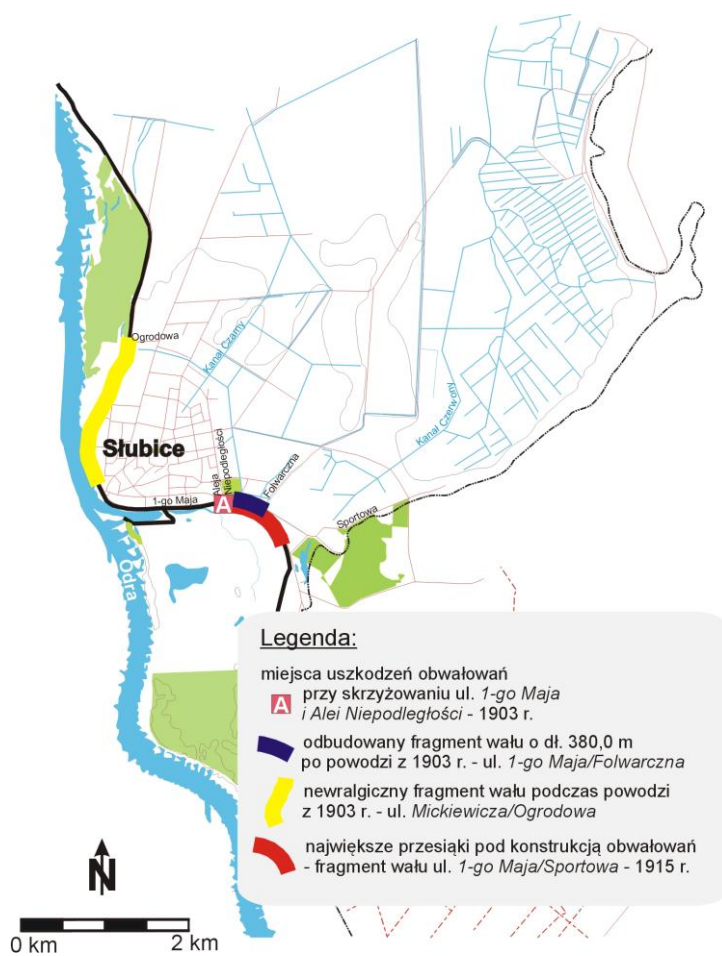 Ogrodowa
Kanał Czarny
Kanał Czerwony
Słubice
Aleja
Niepodległości
Folwarczna
1-go Maja
A
Sportowa
Odra
Legenda:
miejsca uszkodzeń obwałowań
A
przy skrzyżowaniu ul. 1-go Maja
i Alei Niepodległości - 1903 r.
odbudowany fragment wału o dł. 380,0 m
po powodzi z 1903 r. - ul. 1-go Maja/Folwarczna
newralgiczny fragment wału podczas powodzi
z 1903 r. - ul. Mickiewicza/Ogrodowa
największe przesiąki pod konstrukcją obwałowań
- fragment wału ul. 1-go Maja/Sportowa - 1915 r.
N
0 km 2 km